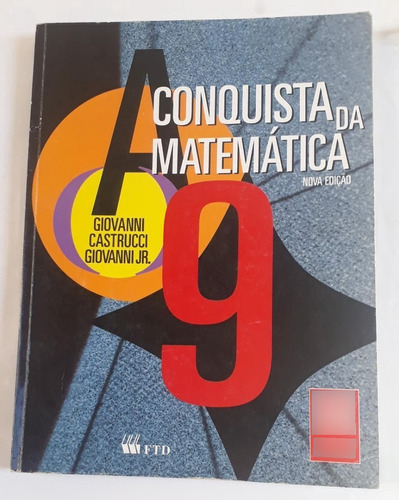 A CONQUISTA DA
MATEMÁTICA
NOVA EDIÇÃO
GIOVANNI
CASTRUCCI
GIOVANNI JR.
9
FTD